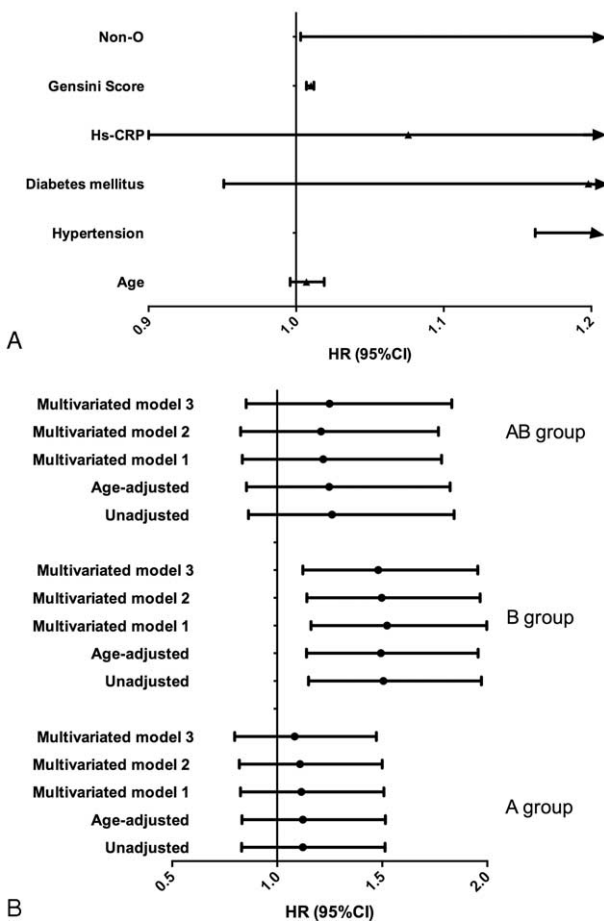 Non-O
Gensini Score
Hs-CRP
Diabetes mellitus
Hypertension
Age
0.9 1.0 1.1 1.2
A
HR (95%CI)
Multivariated model 3
Multivariated model 2
AB group
Multivariated model 1
Age-adjusted
Unadjusted
Multivariated model 3
Multivariated model 2
Multivariated model 1
B group
Age-adjusted
Unadjusted
Multivariated model 3
Multivariated model 2
Multivariated model 1
A group
Age-adjusted
Unadjusted
0.5 1.0 1.5 2.0
B
HR (95%CI)